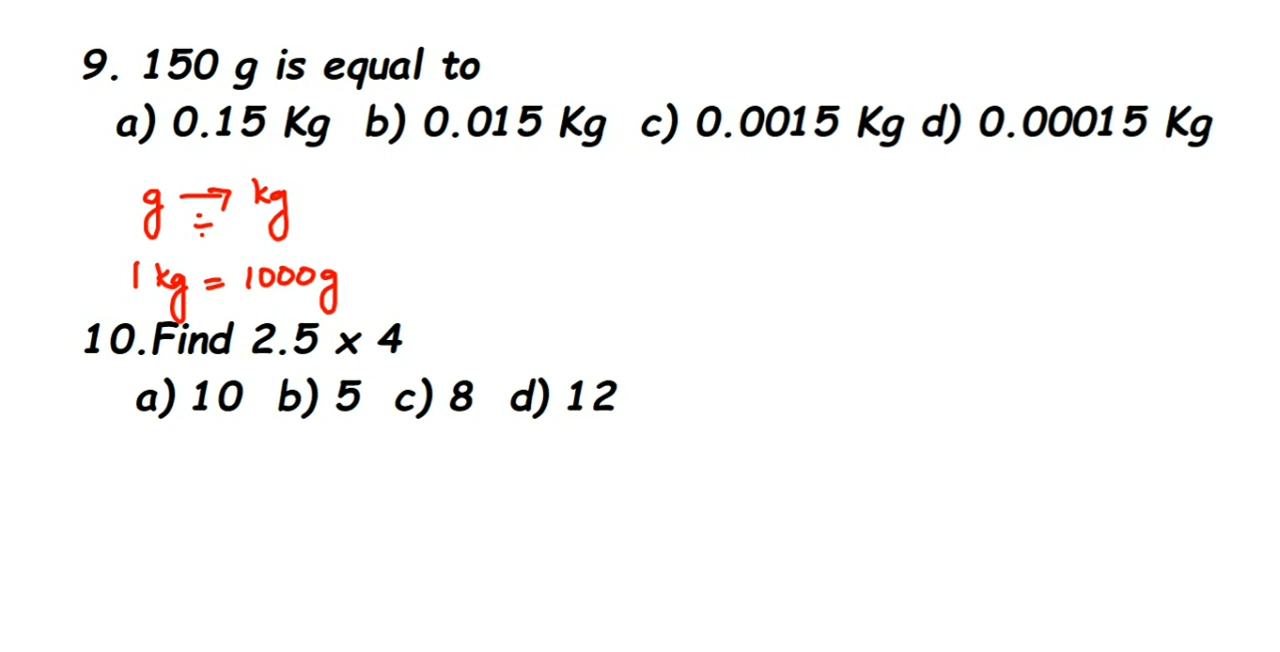 9. 150 g is equal to
a) 0.15 Kg b) 0.015 Kg c) 0.0015 Kg d) 0.00015 Kg
g → kg
÷
1 kg = 1000g
10.Find 2.5 x 4
a) 10 b) 5 c) 8 d) 12